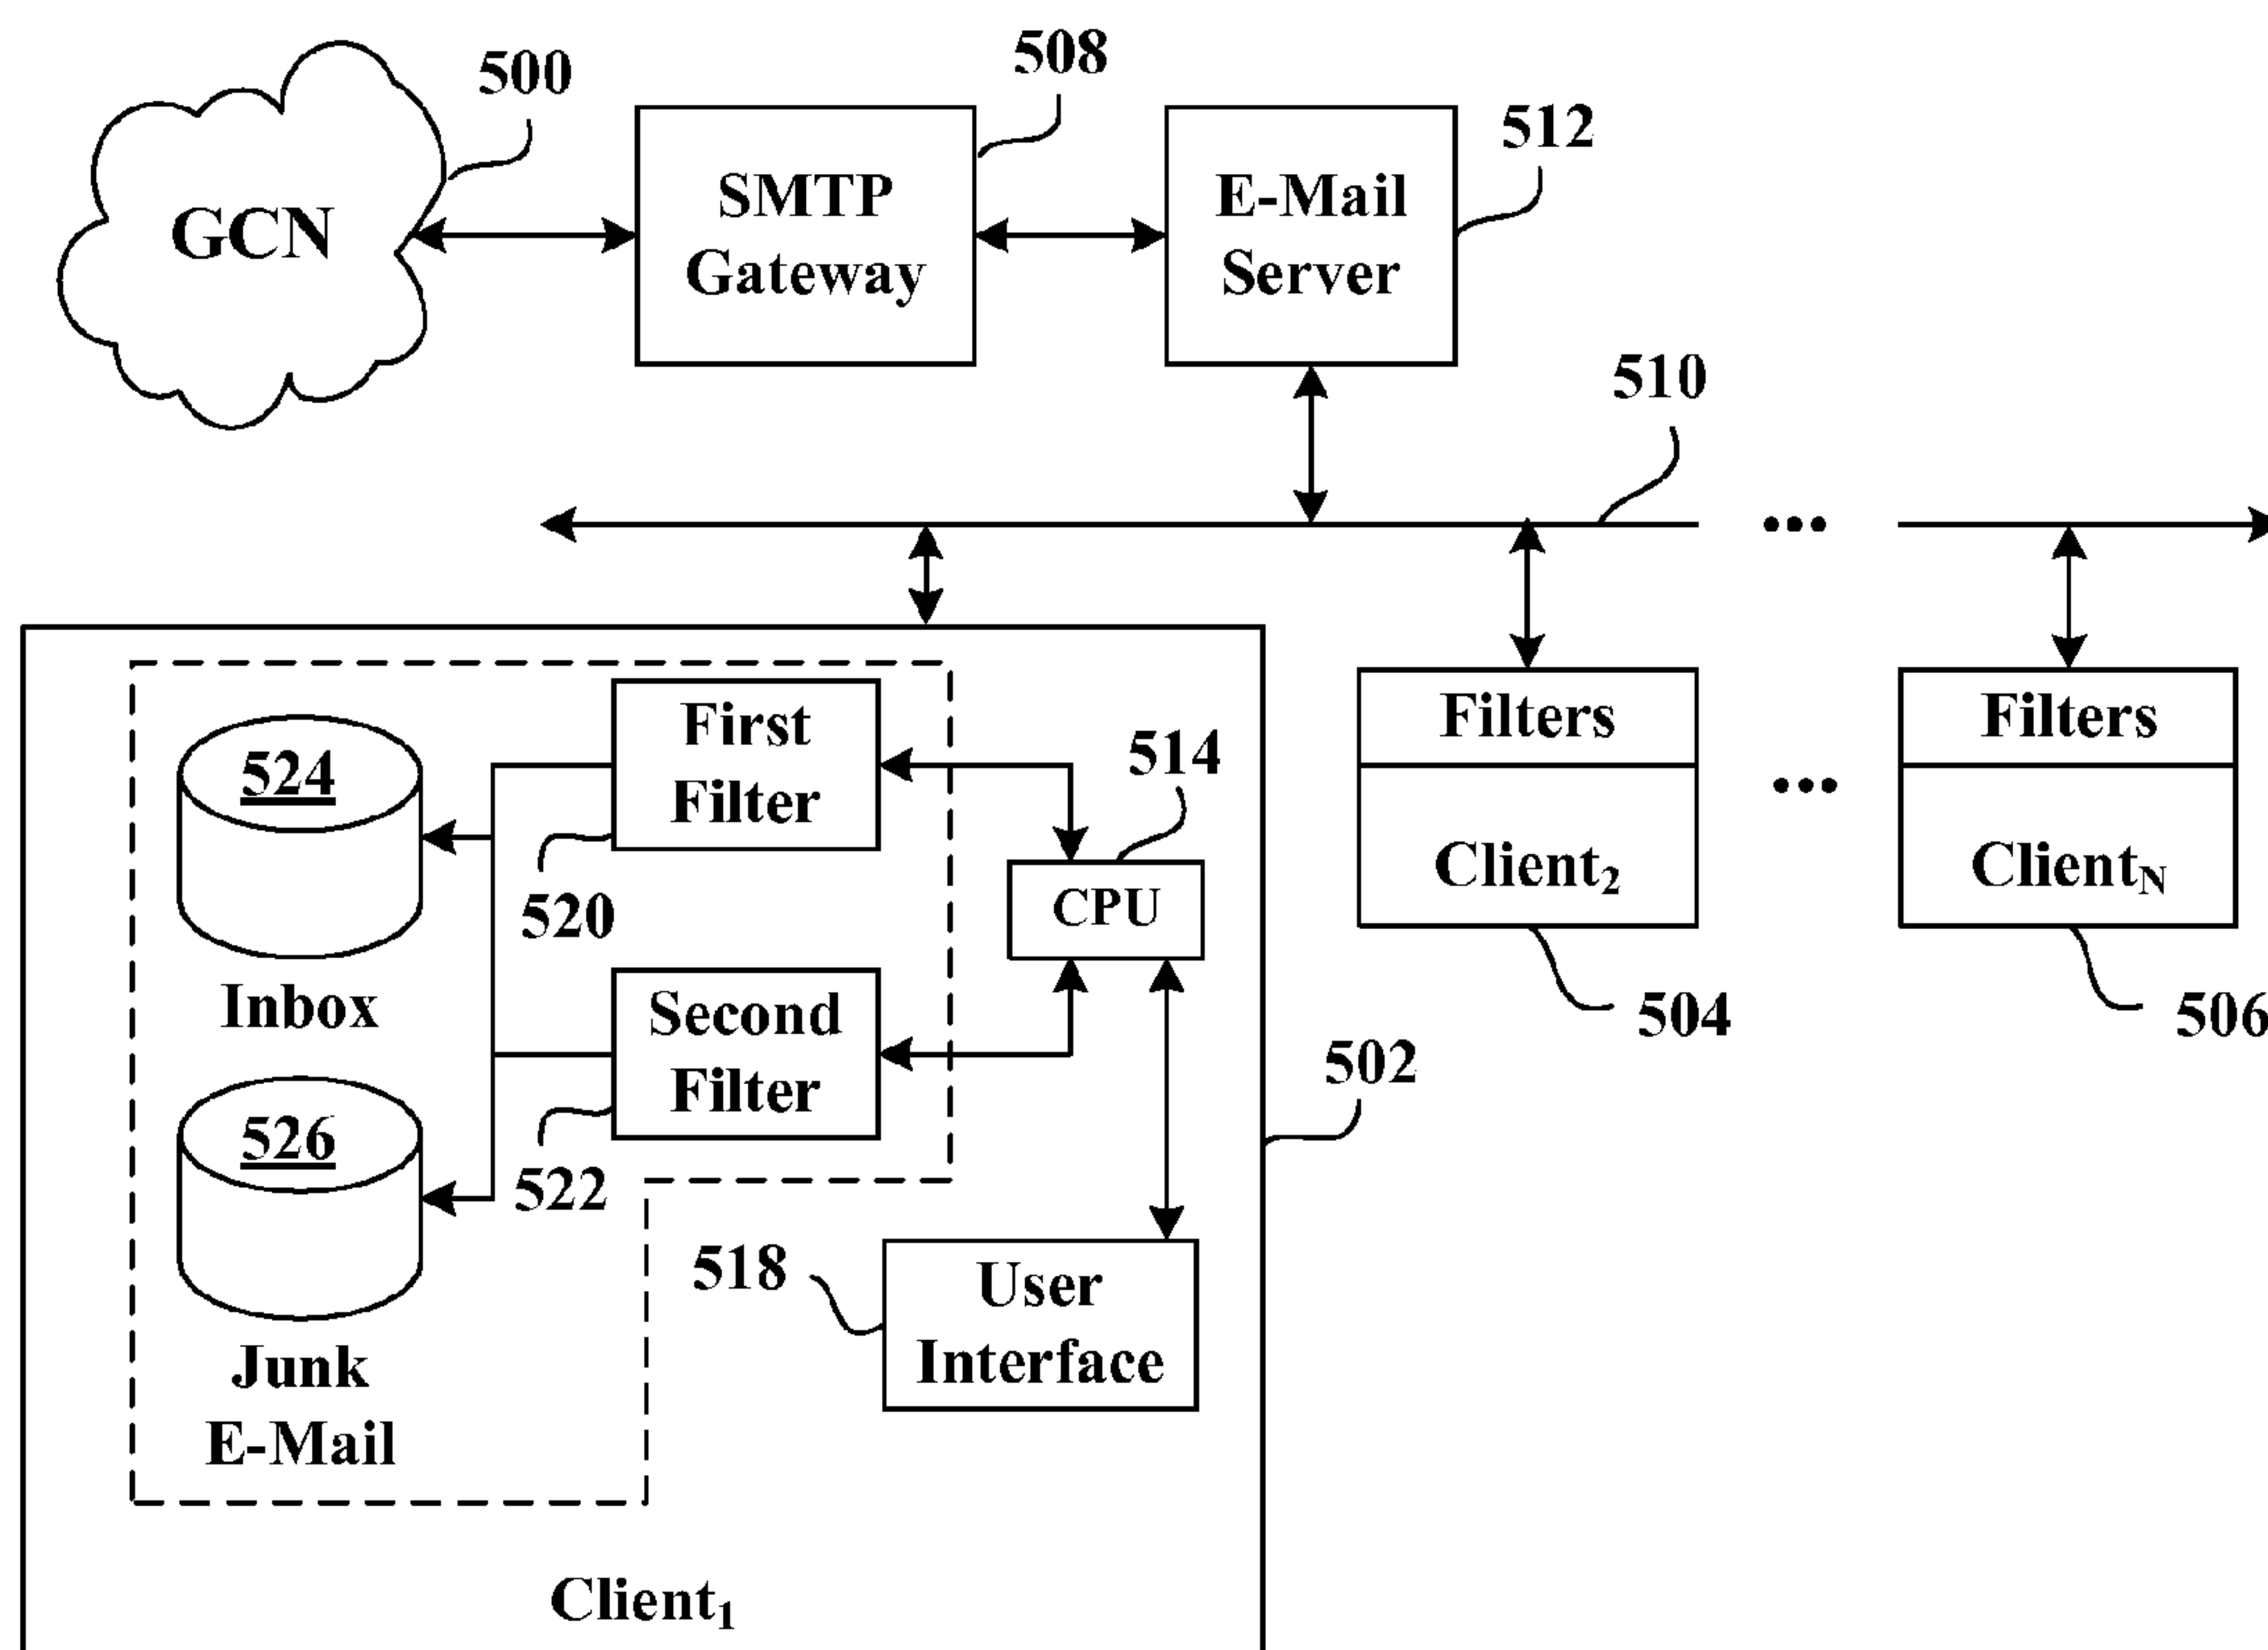 500
508
512
GCN
SMTP
Gateway
E-Mail
Server
510
524
Inbox
First
Filter
520
514
CPU
Filters
Client₂
504
Filters
Client_N
506
Second
Filter
522
502
526
Junk
E-Mail
518
User
Interface
Client₁